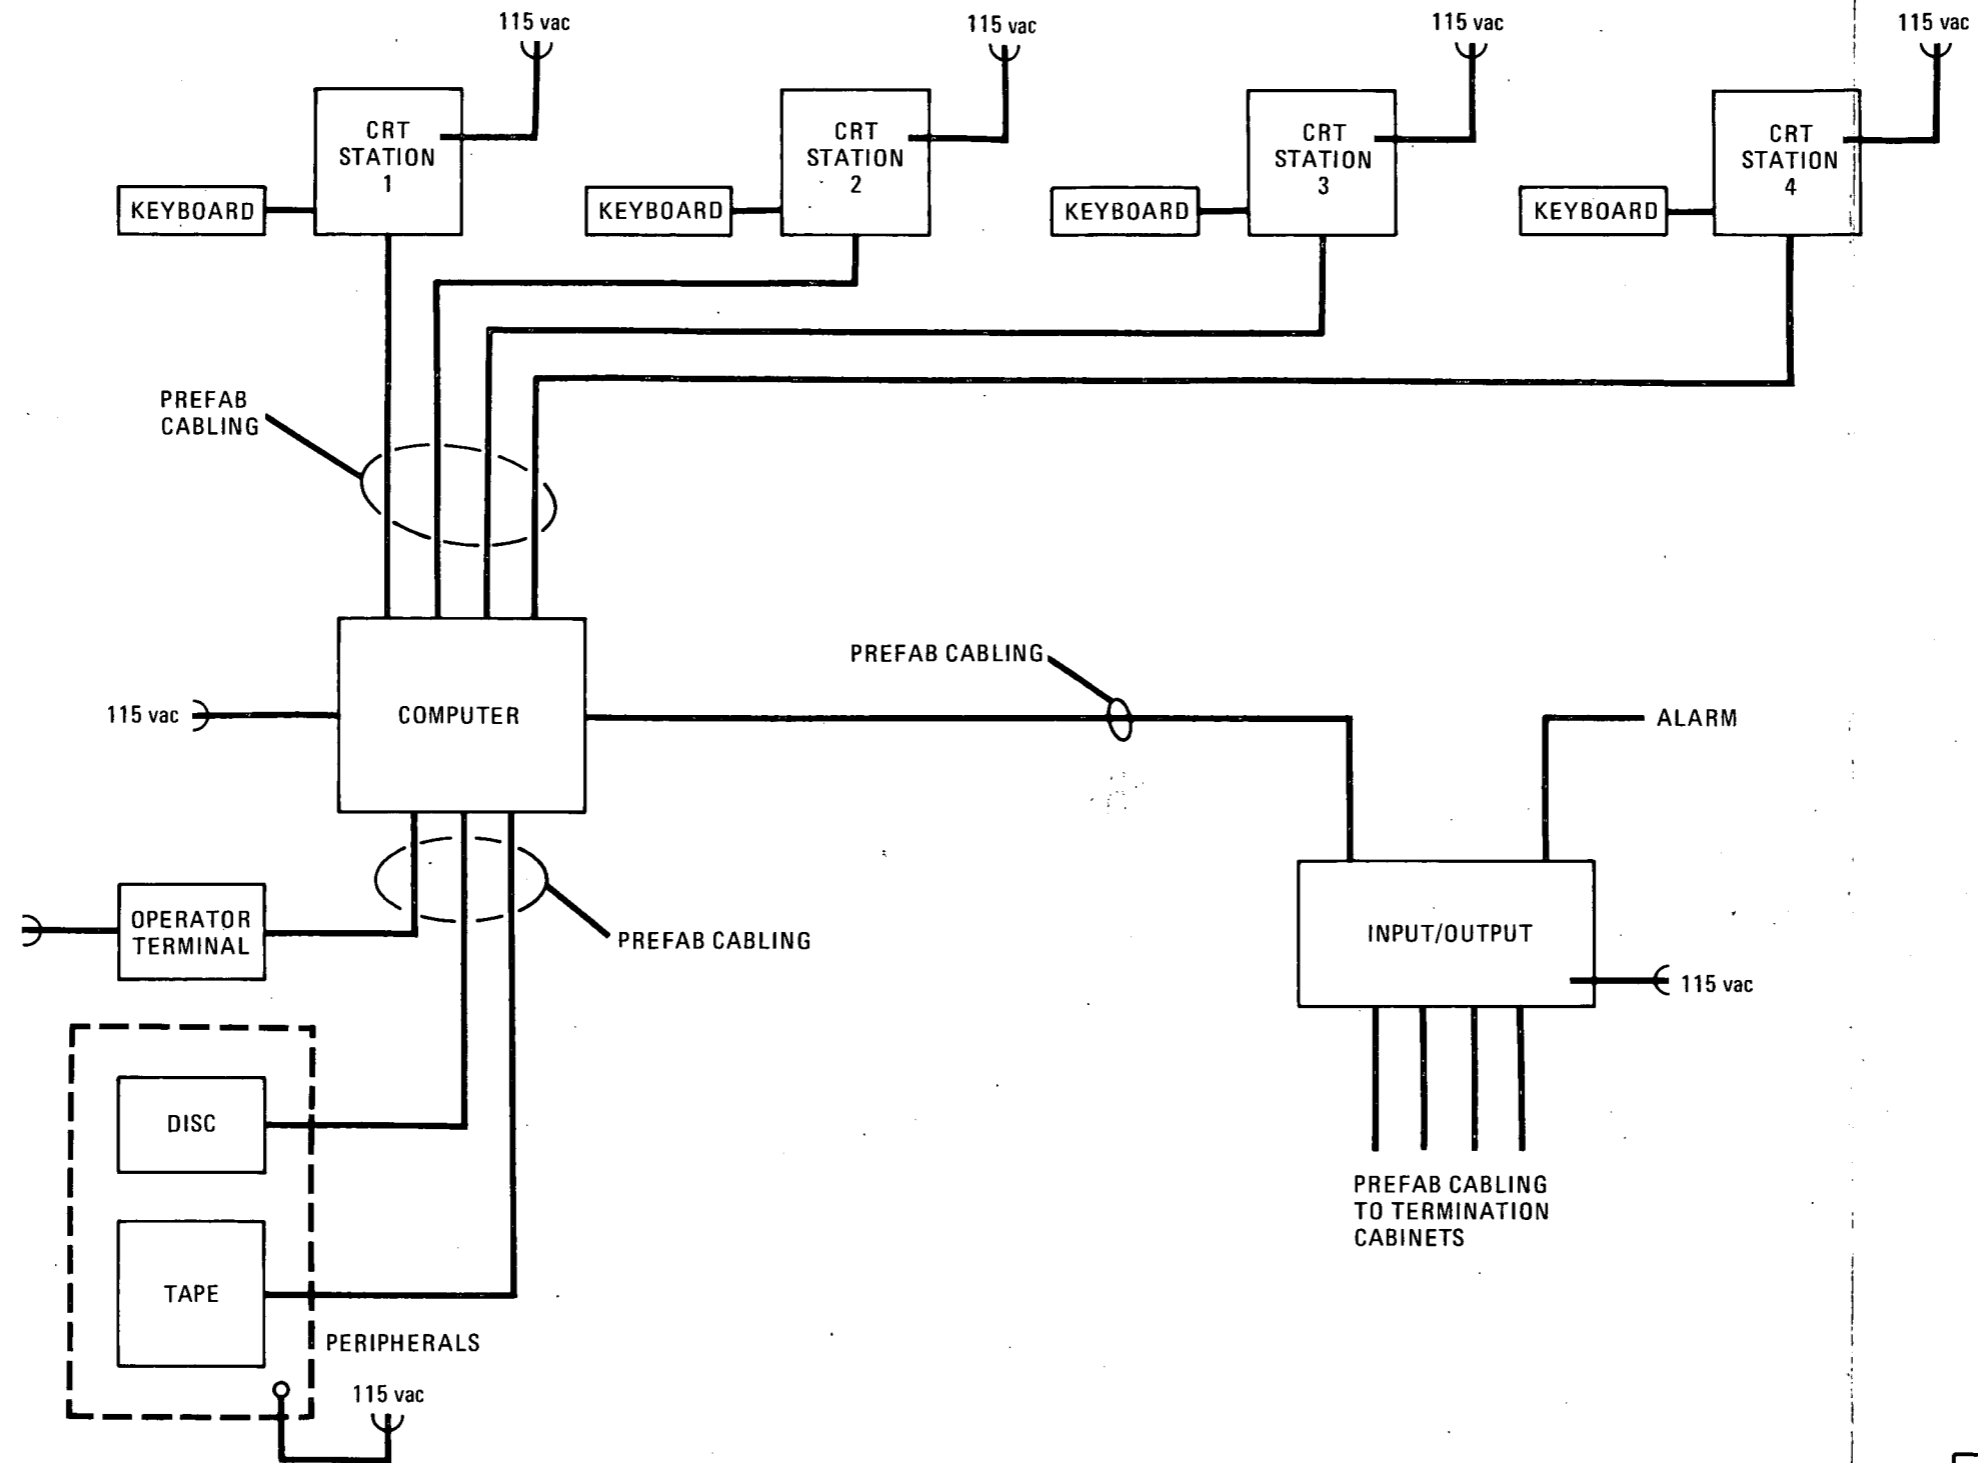 115 vac
115 vac
115 vac
115 vac
CRT
STATION
1
CRT
STATION
2
CRT
STATION
3
CRT
STATION
4
KEYBOARD
KEYBOARD
KEYBOARD
KEYBOARD
PREFAB
CABLING
PREFAB CABLING
115 vac
COMPUTER
ALARM
OPERATOR
TERMINAL
PREFAB CABLING
INPUT/OUTPUT
115 vac
DISC
PREFAB CABLING
TO TERMINATION
CABINETS
TAPE
PERIPHERALS
115 vac